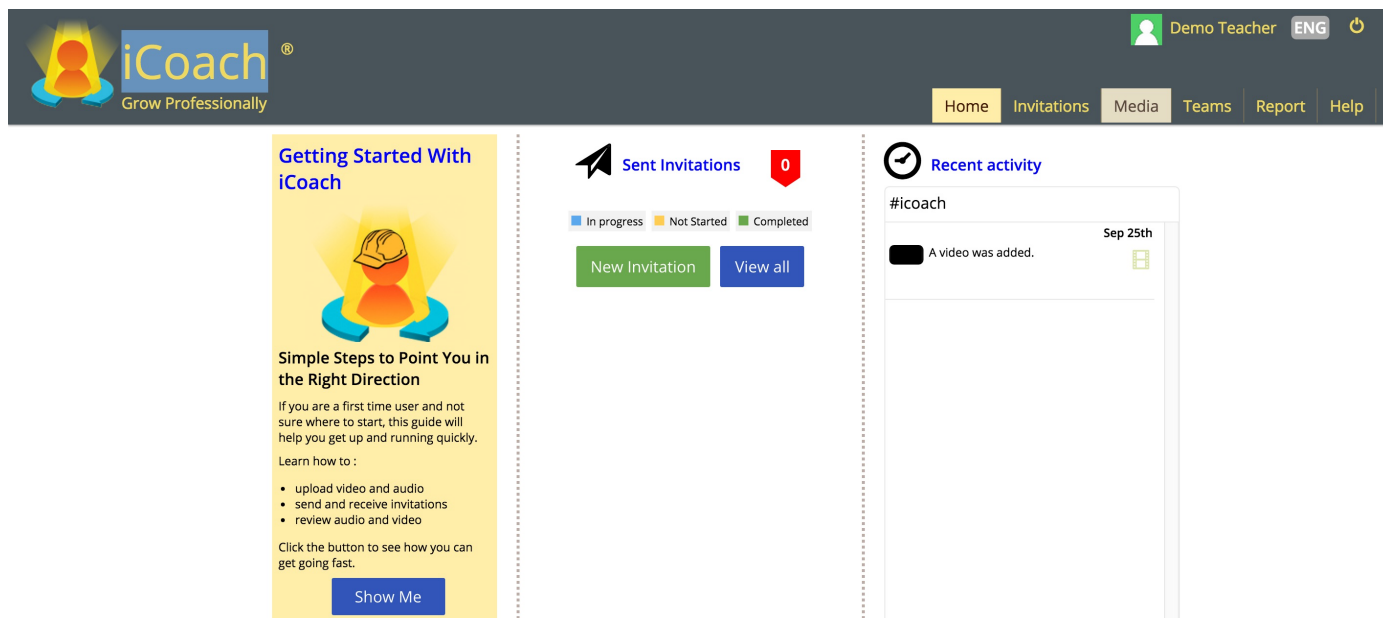 iCoach ®
Grow Professionally
Demo Teacher ENG
Home Invitations Media Teams Report Help
Getting Started With
iCoach
Simple Steps to Point You in
the Right Direction
If you are a first time user and not
sure where to start, this guide will
help you get up and running quickly.
Learn how to :
• upload video and audio
• send and receive invitations
• review audio and video
Click the button to see how you can
get going fast.
Show Me
Sent Invitations 0
In progress Not Started Completed
New Invitation View all
Recent activity
#icoach
Sep 25th
A video was added.